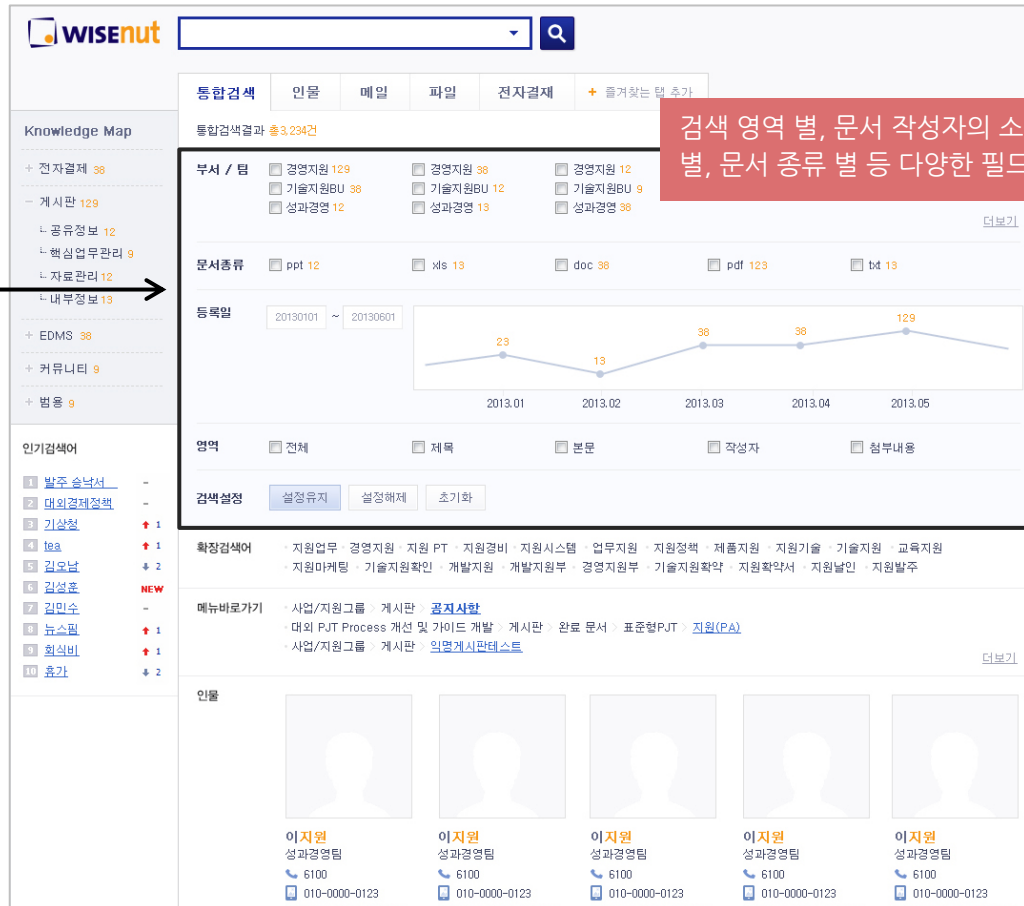 wisenut
통합검색 인물 메일 파일 전자결재 + 즐겨찾는 탭 추가
통합검색결과 총3,234건
검색 영역 별, 문서 작성자의 소
별, 문서 종류 별 등 다양한 필드
Knowledge Map
+ 전자결제 38
- 게시판 129
공유정보 12
핵심업무관리 9
자료관리 12
내부정보 13
+ EDMS 38
+ 커뮤니티 9
+ 범용 9
인기검색어
1 발주 승낙서 -
2 대외경제정책 -
3 기상청 1
4 tea 1
5 김오남 2
6 김성훈 NEW
7 김민수 -
8 뉴스핌 1
9 회식비 1
10 휴가 2
부서 / 팀 경영지원 129 경영지원 38 경영지원 12
기술지원BU 38 기술지원BU 12 기술지원BU 9
성과경영 12 성과경영 13 성과경영 38
더보기
문서종류 ppt 12 xls 13 doc 38 pdf 123 txt 13
등록일 20130101 ~ 20130601
23 13 38 38 129
2013.01 2013.02 2013.03 2013.04 2013.05
영역 전체 제목 본문 작성자 첨부내용
검색설정 설정유지 설정해제 초기화
확장검색어 · 지원업무 · 경영지원 · 지원 PT · 지원경비 · 지원시스템 · 업무지원 · 지원정책 · 제품지원 · 지원기술 · 기술지원 · 교육지원
· 지원마케팅 · 기술지원확인 · 개발지원 · 개발지원부 · 경영지원부 · 기술지원확약 · 지원확약서 · 지원날인 · 지원발주
메뉴바로가기 · 사업/지원그룹 > 게시판 > 공지사항
· 대외 PJT Process 개선 및 가이드 개발 > 게시판 > 완료 문서 > 표준형PJT > 지원(PA)
· 사업/지원그룹 > 게시판 > 익명게시판테스트
더보기
인물
이지원 이지원 이지원 이지원 이지원
성과경영팀 성과경영팀 성과경영팀 성과경영팀 성과경영팀
6100 6100 6100 6100 6100
010-0000-0123 010-0000-0123 010-0000-0123 010-0000-0123 010-0000-0123